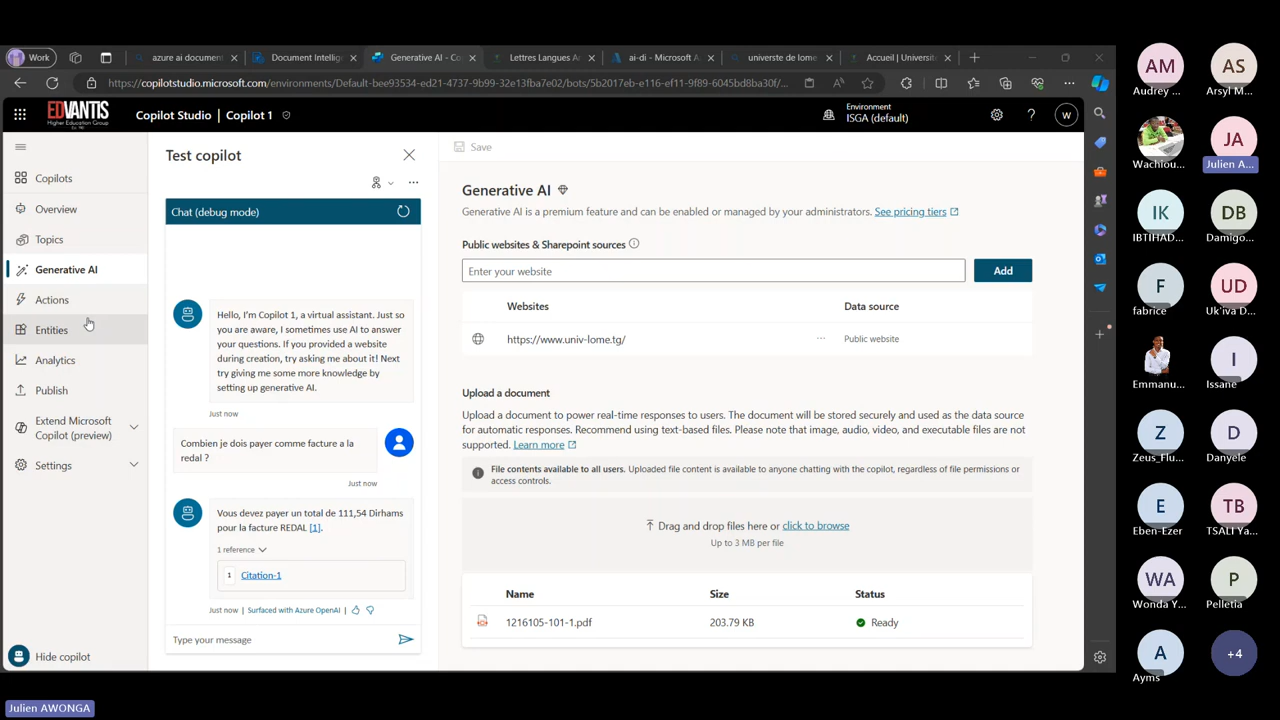 Work
azure ai document
Document Intellig
Generative AI - Co
Lettres Langues A
ai-di - Microsoft A
universte de lome
Accueil | Universit
https://copilotstudio.microsoft.com/environments/Default-bee93534-ed21-4737-9b99-32e13fba7e02/bots/5b2017eb-e116-ef11-9f89-6045bd8ba30f/...
EDVANTIS
Higher Education Group
Copilot Studio | Copilot 1
Environment
ISGA (default)
W
Copilots
Overview
Topics
Generative AI
Actions
Entities
Analytics
Publish
Extend Microsoft
Copilot (preview)
Settings
Hide copilot
Test copilot
Chat (debug mode)
Hello, I'm Copilot 1, a virtual assistant. Just so
you are aware, I sometimes use AI to answer
your questions. If you provided a website
during creation, try asking me about it! Next
try giving me some more knowledge by
setting up generative AI.
Just now
Combien je dois payer comme facture a la
redal ?
Just now
Vous devez payer un total de 111,54 Dirhams
pour la facture REDAL [1].
1 reference
1 Citation-1
Just now | Surfaced with Azure OpenAI
Type your message
Save
Generative AI
Generative AI is a premium feature and can be enabled or managed by your administrators. See pricing tiers
Public websites & Sharepoint sources
Enter your website
Add
Websites Data source
https://www.univ-lome.tg/ ... Public website
Upload a document
Upload a document to power real-time responses to users. The document will be stored securely and used as the data source
for automatic responses. Recommend using text-based files. Please note that image, audio, video, and executable files are not
supported. Learn more
File contents available to all users. Uploaded file content is available to anyone chatting with the copilot, regardless of file permissions or
access controls.
Drag and drop files here or click to browse
Up to 3 MB per file
Name Size Status
1216105-101-1.pdf 203.79 KB Ready
AM
Audrey ...
AS
Arsyl M...
Wachiou...
JA
Julien A...
IK
IBTIHAD...
DB
Damigo...
F
fabrice
UD
Uk'iva D...
Emmanu...
I
Issane
Z
Zeus_Flu...
D
Danyele
E
Eben-Ezer
TB
TSALI Ya...
WA
Wonda Y...
P
Pelletia
A
Ayms
+4
Julien AWONGA